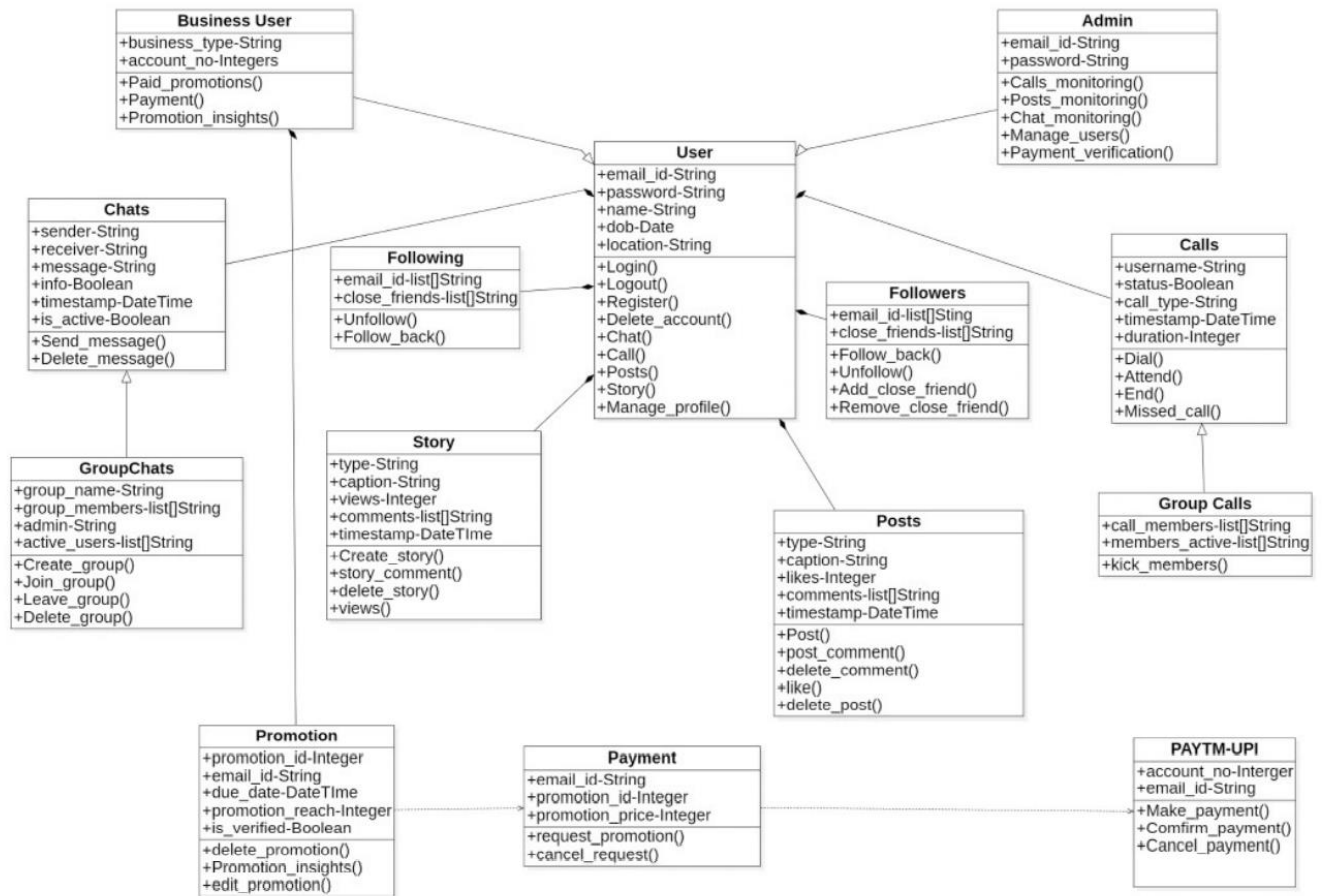 Business User
+business_type-String
+account_no-Integers
+Paid_promotions()
+Payment()
+Promotion_insights()
Admin
+email_id-String
+password-String
+Calls_monitoring()
+Posts_monitoring()
+Chat_monitoring()
+Manage_users()
+Payment_verification()
User
+email_id-String
+password-String
+name-String
+dob-Date
+location-String
+Login()
+Logout()
+Register()
+Delete_account()
+Chat()
+Call()
+Posts()
+Story()
+Manage_profile()
Chats
+sender-String
+receiver-String
+message-String
+info-Boolean
+timestamp-DateTime
+is_active-Boolean
+Send_message()
+Delete_message()
Following
+email_id-list[]String
+close_friends-list[]String
+Unfollow()
+Follow_back()
Followers
+email_id-list[]Sting
+close_friends-list[]String
+Follow_back()
+Unfollow()
+Add_close_friend()
+Remove_close_friend()
Calls
+username-String
+status-Boolean
+call_type-String
+timestamp-DateTime
+duration-Integer
+Dial()
+Attend()
+End()
+Missed_call()
GroupChats
+group_name-String
+group_members-list[]String
+admin-String
+active_users-list[]String
+Create_group()
+Join_group()
+Leave_group()
+Delete_group()
Story
+type-String
+caption-String
+views-Integer
+comments-list[]String
+timestamp-DateTIme
+Create_story()
+story_comment()
+delete_story()
+views()
Posts
+type-String
+caption-String
+likes-Integer
+comments-list[]String
+timestamp-DateTime
+Post()
+post_comment()
+delete_comment()
+like()
+delete_post()
Group Calls
+call_members-list[]String
+members_active-list[]String
+kick_members()
Promotion
+promotion_id-Integer
+email_id-String
+due_date-DateTIme
+promotion_reach-Integer
+is_verified-Boolean
+delete_promotion()
+Promotion_insights()
+edit_promotion()
Payment
+email_id-String
+promotion_id-Integer
+promotion_price-Integer
+request_promotion()
+cancel_request()
PAYTM-UPI
+account_no-Interger
+email_id-String
+Make_payment()
+Comfirm_payment()
+Cancel_payment()